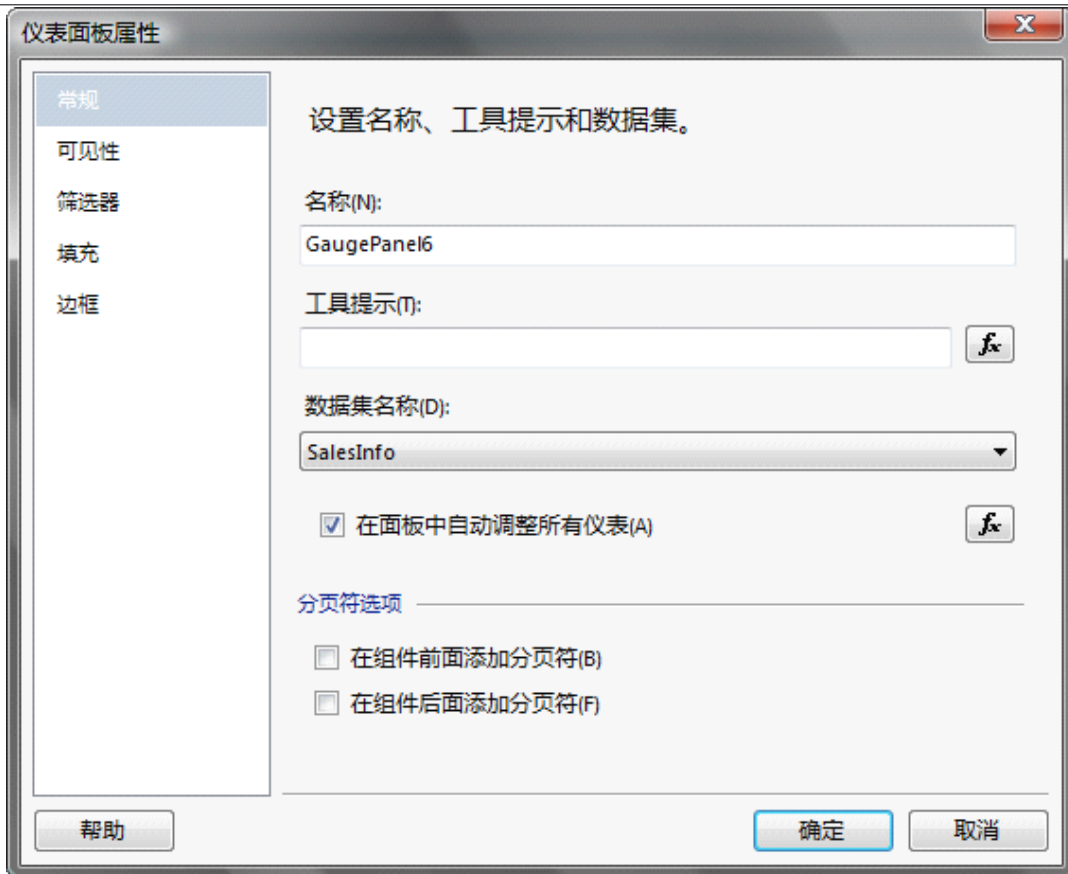 仪表面板属性
常规
可见性
筛选器
填充
边框
设置名称、工具提示和数据集。
名称(N):
GaugePanel6
工具提示(T):
fx
数据集名称(D):
SalesInfo
在面板中自动调整所有仪表(A)
fx
分页符选项
在组件前面添加分页符(B)
在组件后面添加分页符(F)
帮助
确定
取消